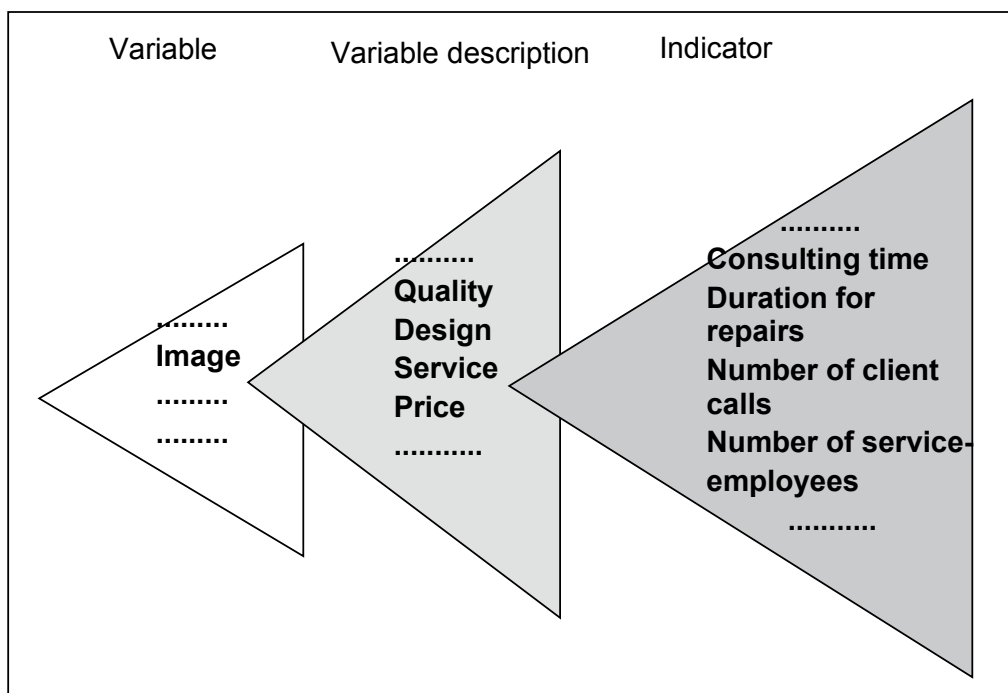 Variable
Variable description
Indicator
.........
Image
.........
.........
..........
Quality
Design
Service
Price
...........
..........
Consulting time
Duration for
repairs
Number of client
calls
Number of service-
employees
...........